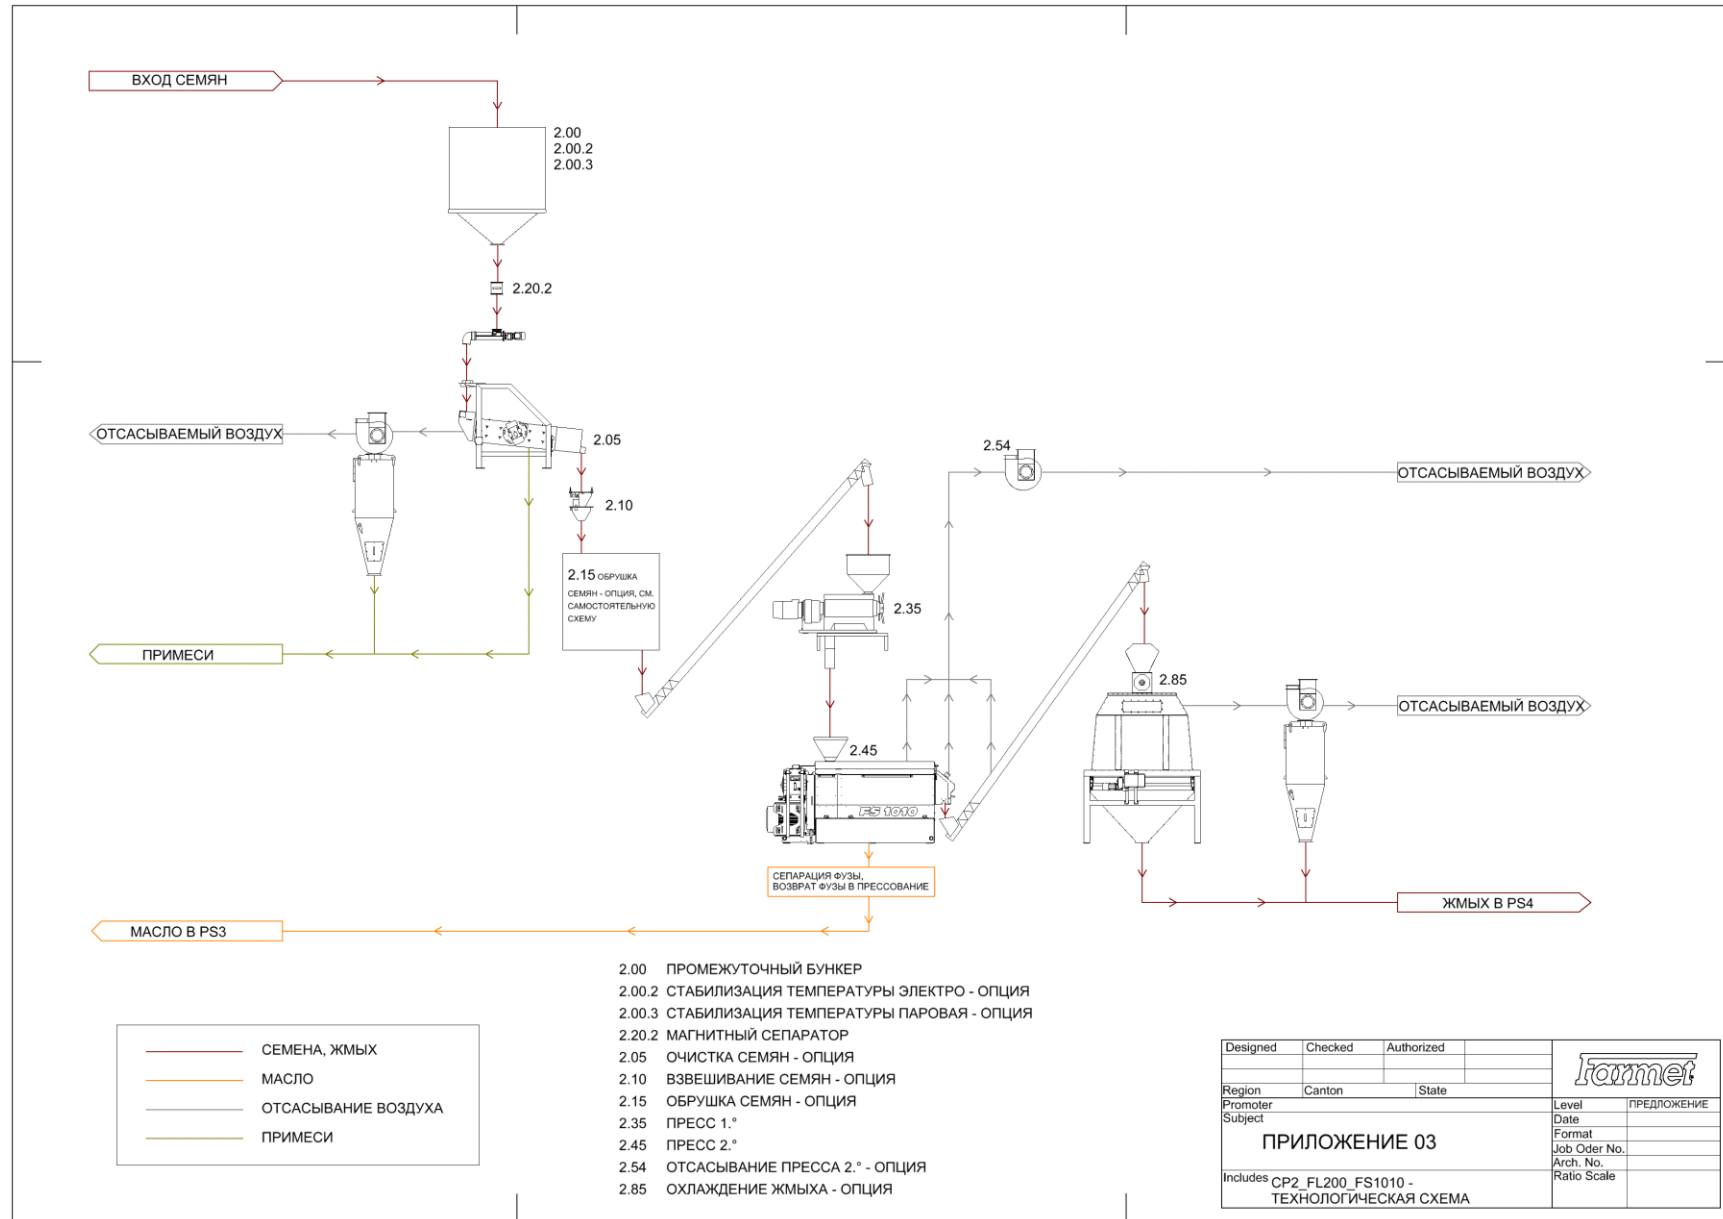 ВХОД СЕМЯН
2.00
2.00.2
2.00.3
2.20.2
ОТСАСЫВАЕМЫЙ ВОЗДУХ
2.05
2.54
ОТСАСЫВАЕМЫЙ ВОЗДУХ
2.10
2.15 ОБРУШКА
СЕМЯН - ОПЦИЯ, СМ.
САМОСТОЯТЕЛЬНУЮ
СХЕМУ
2.35
ПРИМЕСИ
2.85
ОТСАСЫВАЕМЫЙ ВОЗДУХ
2.45
FS 1010
СЕПАРАЦИЯ ФУЗЫ,
ВОЗВРАТ ФУЗЫ В ПРЕССОВАНИЕ
ЖМЫХ В PS4
МАСЛО В PS3
2.00 ПРОМЕЖУТОЧНЫЙ БУНКЕР
2.00.2 СТАБИЛИЗАЦИЯ ТЕМПЕРАТУРЫ ЭЛЕКТРО - ОПЦИЯ
2.00.3 СТАБИЛИЗАЦИЯ ТЕМПЕРАТУРЫ ПАРОВАЯ - ОПЦИЯ
2.20.2 МАГНИТНЫЙ СЕПАРАТОР
2.05 ОЧИСТКА СЕМЯН - ОПЦИЯ
2.10 ВЗВЕШИВАНИЕ СЕМЯН - ОПЦИЯ
2.15 ОБРУШКА СЕМЯН - ОПЦИЯ
2.35 ПРЕСС 1.°
2.45 ПРЕСС 2.°
2.54 ОТСАСЫВАНИЕ ПРЕССА 2.° - ОПЦИЯ
2.85 ОХЛАЖДЕНИЕ ЖМЫХА - ОПЦИЯ
СЕМЕНА, ЖМЫХ
МАСЛО
ОТСАСЫВАНИЕ ВОЗДУХА
ПРИМЕСИ
Designed Checked Authorized
Farmet
Region Canton State
Promoter
Level ПРЕДЛОЖЕНИЕ
Subject
Date
ПРИЛОЖЕНИЕ 03
Format
Job Oder No.
Arch. No.
Includes CP2_FL200_FS1010 -
ТЕХНОЛОГИЧЕСКАЯ СХЕМА
Ratio Scale